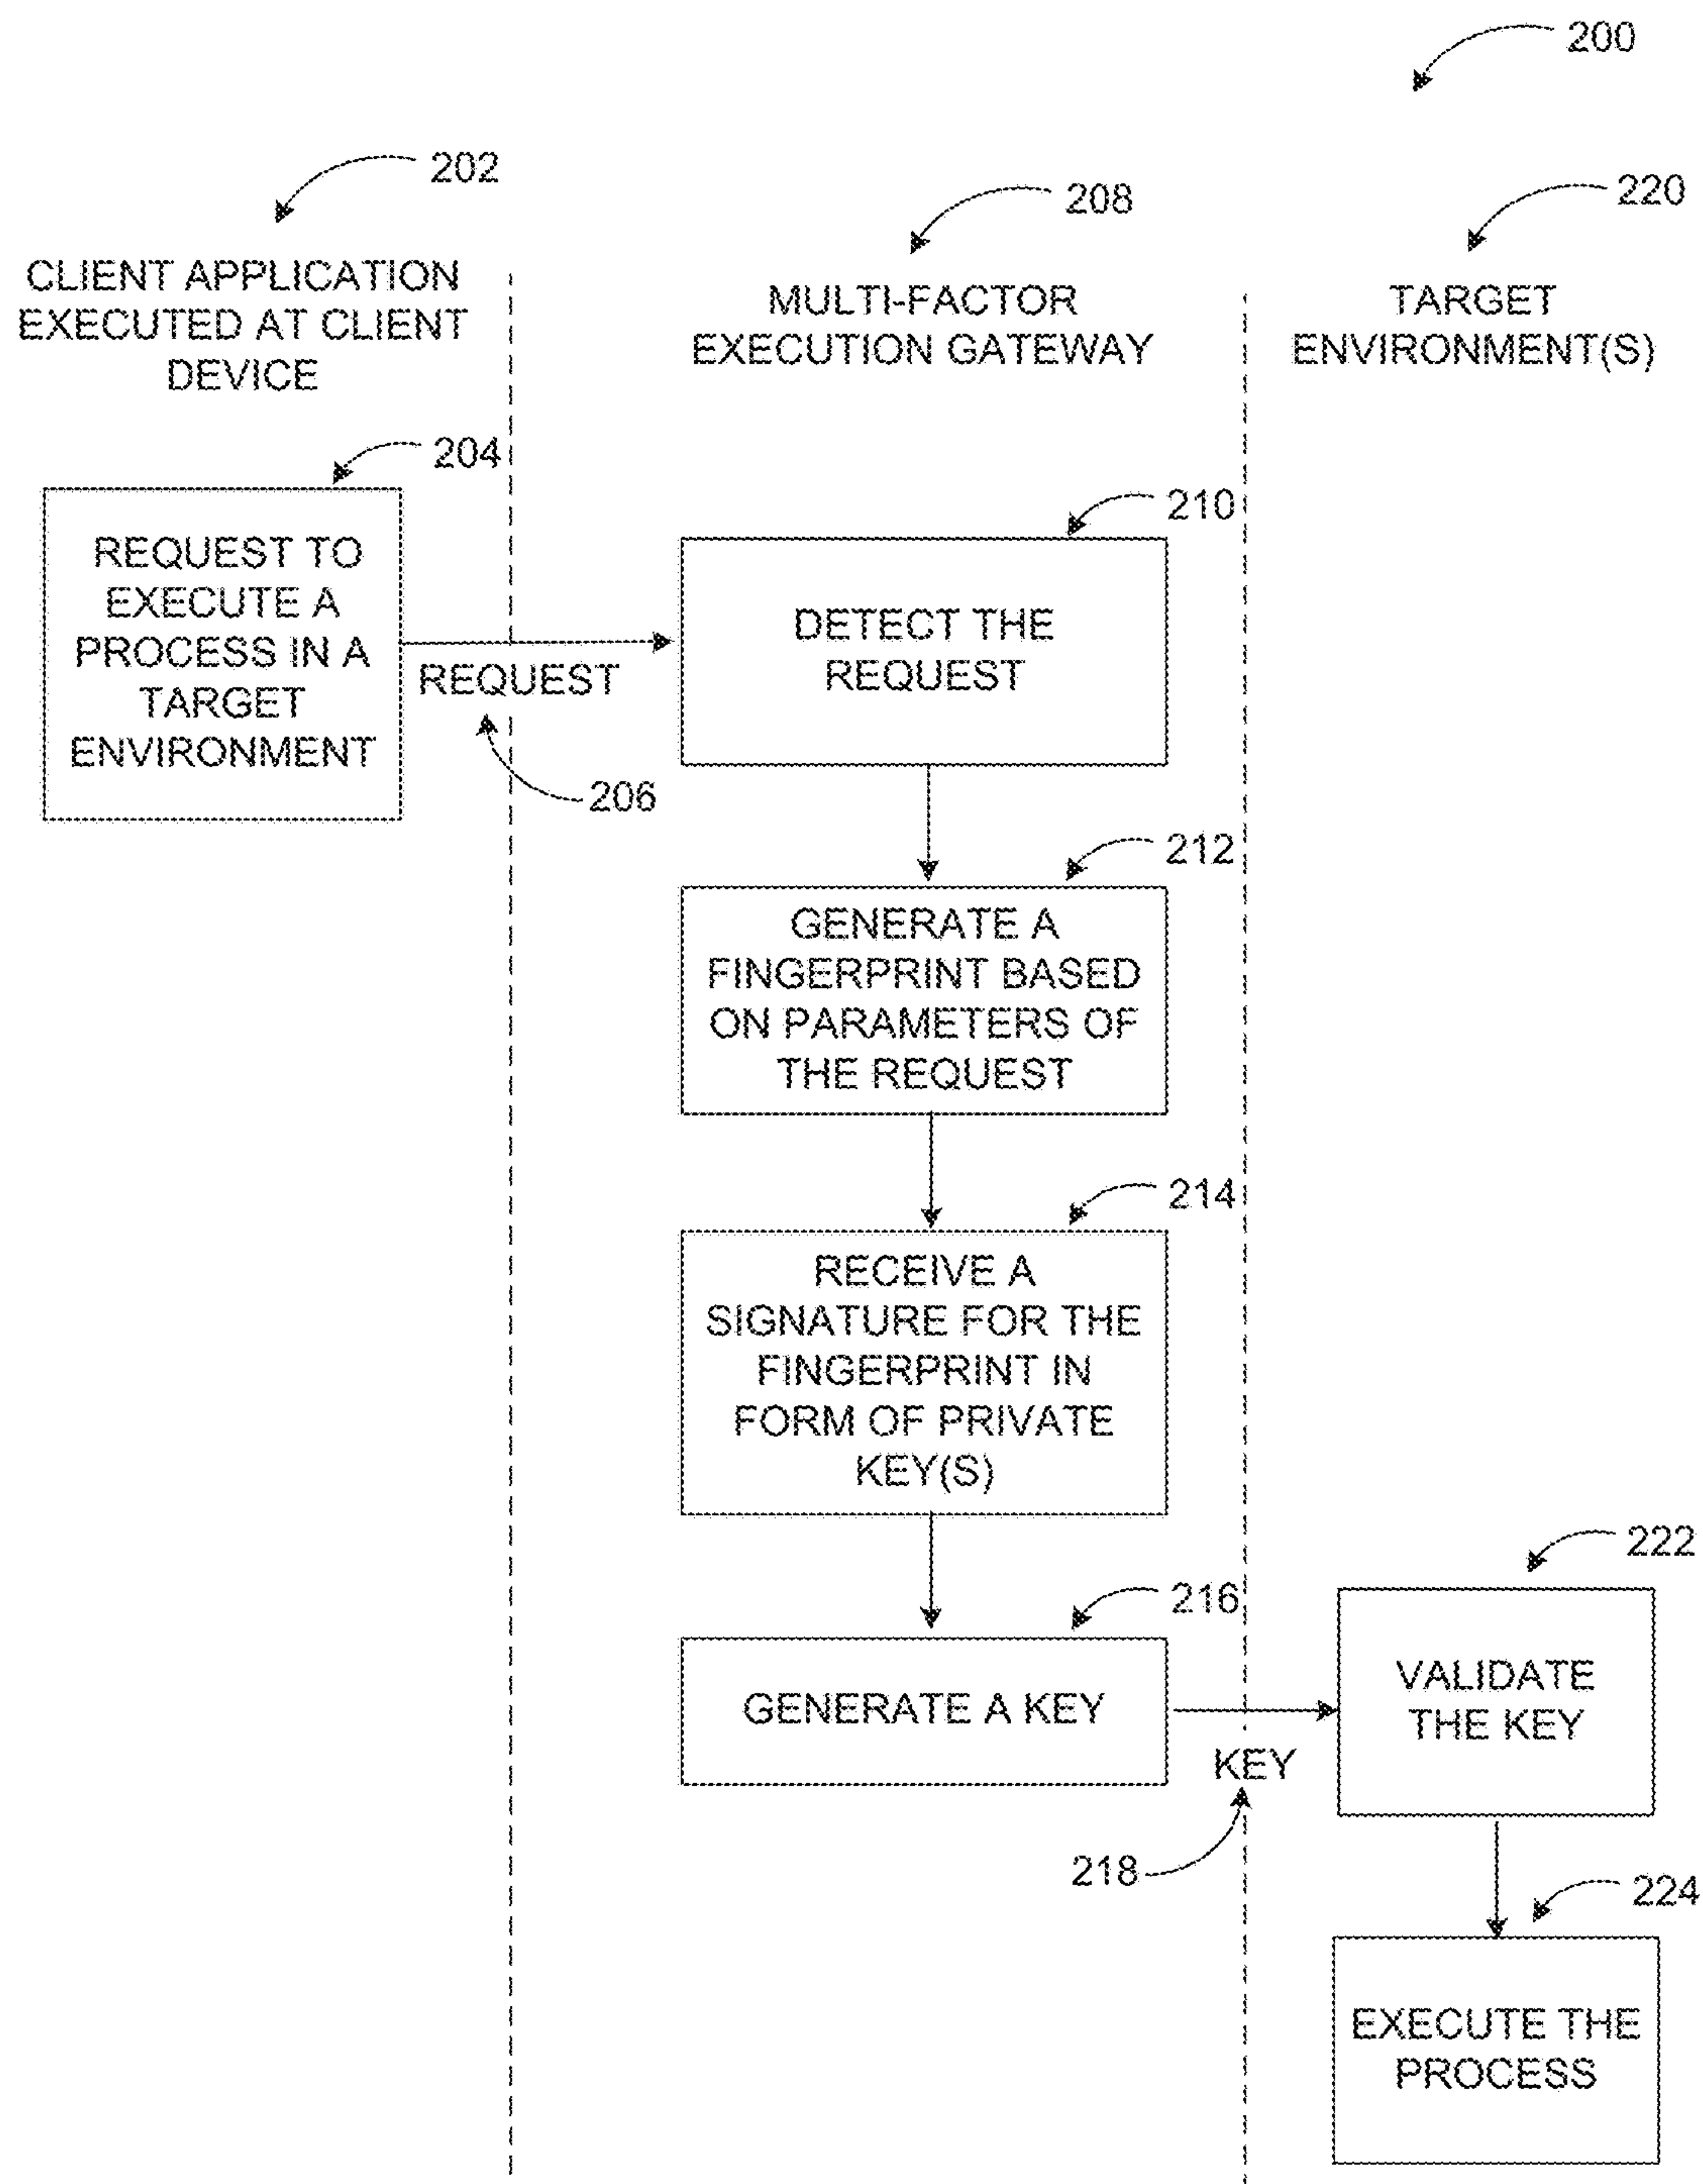 200
202
208
220
CLIENT APPLICATION
EXECUTED AT CLIENT
DEVICE
MULTI-FACTOR
EXECUTION GATEWAY
TARGET
ENVIRONMENT(S)
204
REQUEST TO
EXECUTE A
PROCESS IN A
TARGET
ENVIRONMENT
REQUEST
206
210
DETECT THE
REQUEST
212
GENERATE A
FINGERPRINT BASED
ON PARAMETERS OF
THE REQUEST
214
RECEIVE A
SIGNATURE FOR THE
FINGERPRINT IN
FORM OF PRIVATE
KEY(S)
216
GENERATE A KEY
KEY
218
222
VALIDATE
THE KEY
224
EXECUTE THE
PROCESS